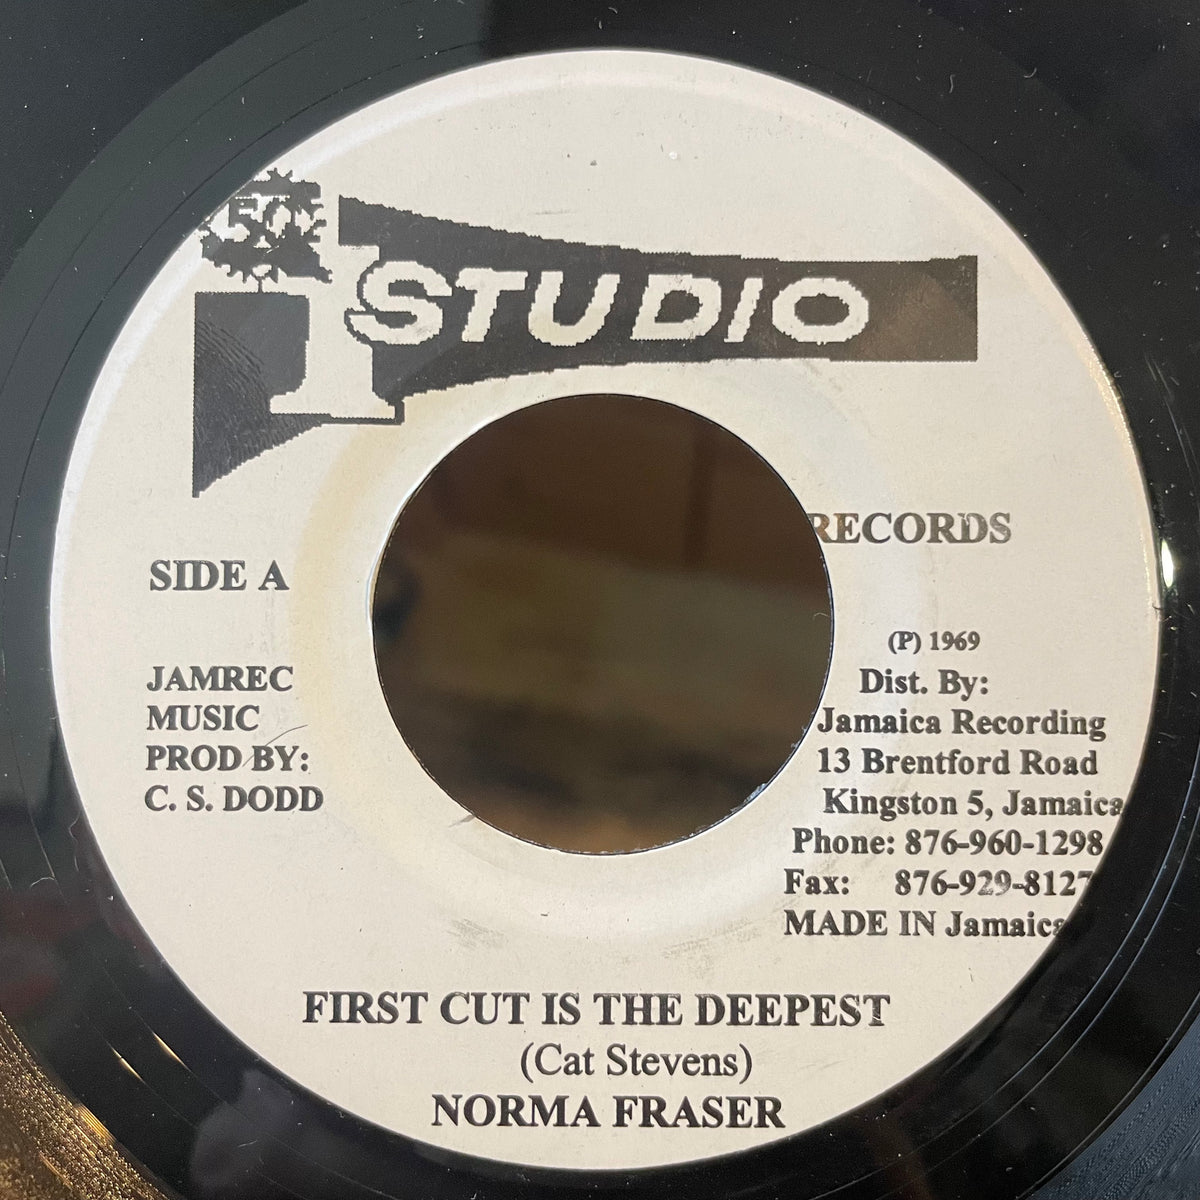 50
1 STUDIO
RECORDS
SIDE A
JAMREC
MUSIC
PROD BY:
C. S. DODD
(P) 1969
Dist. By:
Jamaica Recording
13 Brentford Road
Kingston 5, Jamaica
Phone: 876-960-1298
Fax: 876-929-8127
MADE IN Jamaica
FIRST CUT IS THE DEEPEST
(Cat Stevens)
NORMA FRASER